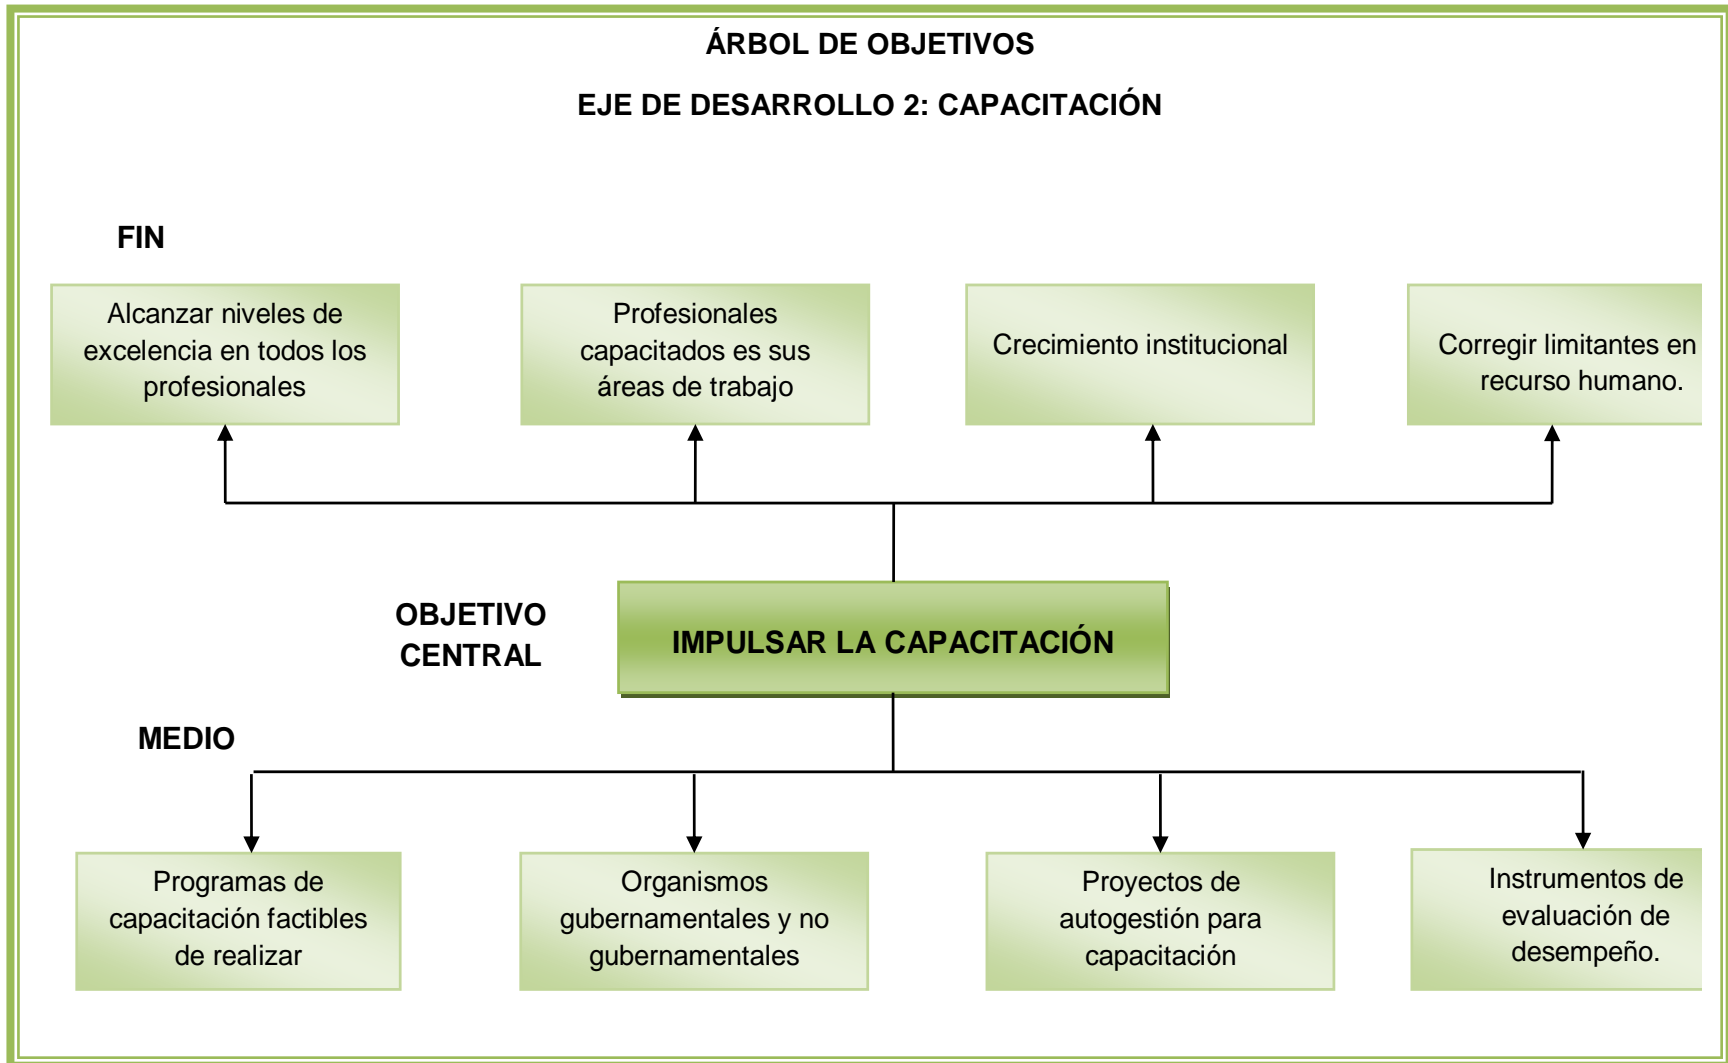 ÁRBOL DE OBJETIVOS
EJE DE DESARROLLO 2: CAPACITACIÓN
FIN
Alcanzar niveles de
excelencia en todos los
profesionales
Profesionales
capacitados es sus
áreas de trabajo
Crecimiento institucional
Corregir limitantes en
recurso humano.
OBJETIVO
CENTRAL
IMPULSAR LA CAPACITACIÓN
MEDIO
Programas de
capacitación factibles
de realizar
Organismos
gubernamentales y no
gubernamentales
Proyectos de
autogestión para
capacitación
Instrumentos de
evaluación de
desempeño.